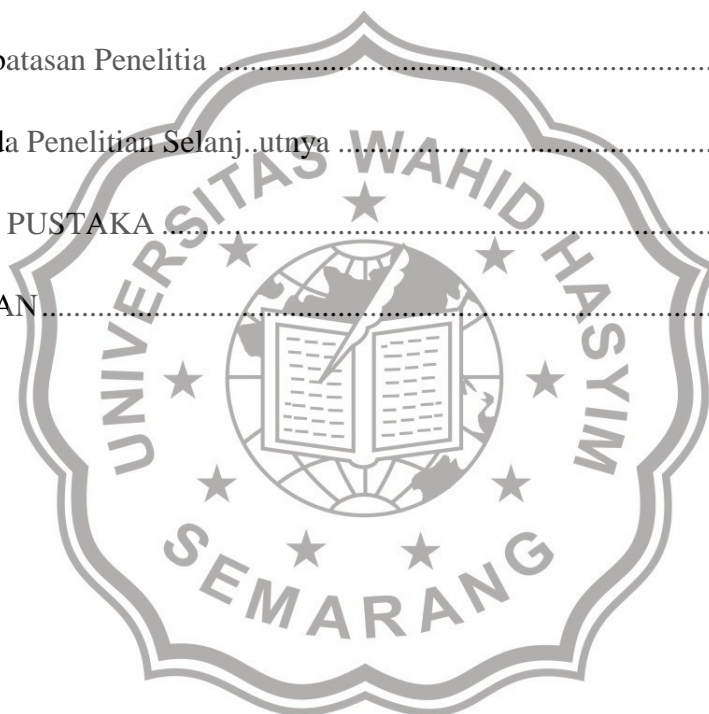 batasan Penelitia ........................................................................
da Penelitian Selanj..utnya ........................................................
PUSTAKA ................................................................................
AN...............................................................................................
UNIVERSITAS WAHID HASYIM
SEMARANG